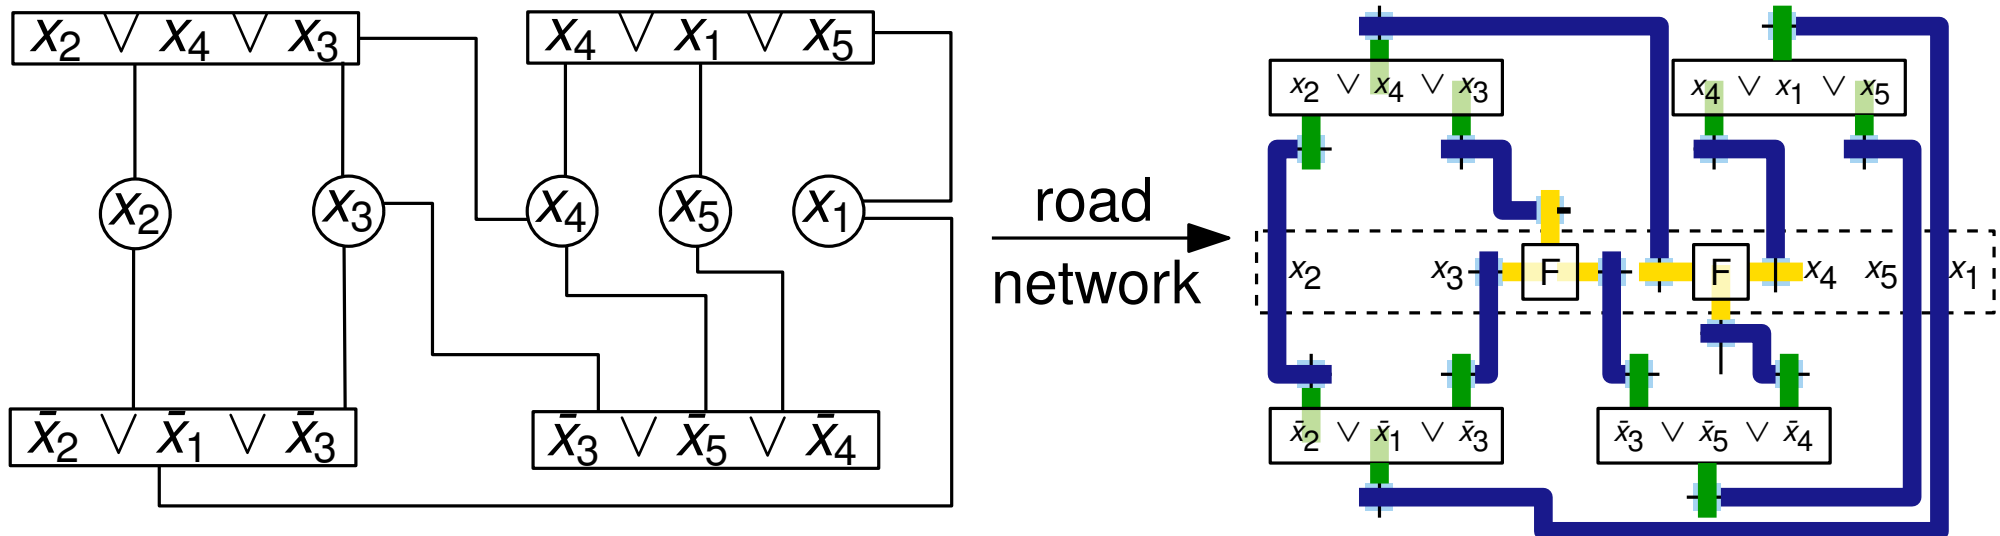 x₂ ∨ x₄ ∨ x₃
x₄ ∨ x₁ ∨ x₅
x₂
x₃
x₄
x₅
x₁
x̄₂ ∨ x̄₁ ∨ x̄₃
x̄₃ ∨ x̄₅ ∨ x̄₄
road
network
x₂ ∨ x₄ ∨ x₃
x₄ ∨ x₁ ∨ x₅
x₂
x₃
F
F
x₄
x₅
x₁
x̄₂ ∨ x̄₁ ∨ x̄₃
x̄₃ ∨ x̄₅ ∨ x̄₄